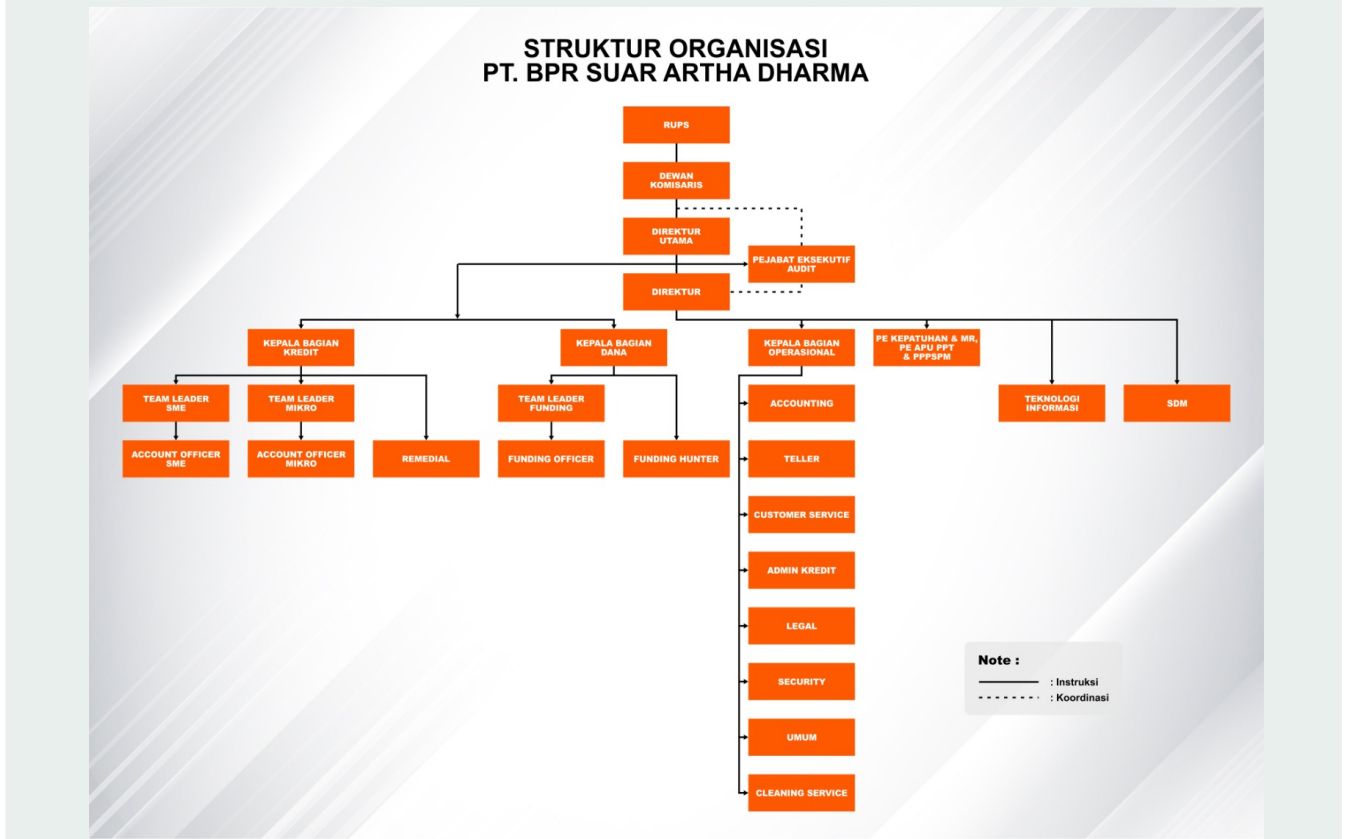 STRUKTUR ORGANISASI
PT. BPR SUAR ARTHA DHARMA
RUPS
DEWAN
KOMISARIS
DIREKTUR
UTAMA
PEJABAT EKSEKUTIF
AUDIT
DIREKTUR
KEPALA BAGIAN
KREDIT
KEPALA BAGIAN
DANA
KEPALA BAGIAN
OPERASIONAL
PE KEPATUHAN & MR,
PE APU PPT
& PPPSPM
TEAM LEADER
SME
TEAM LEADER
MIKRO
TEAM LEADER
FUNDING
ACCOUNTING
TEKNOLOGI
INFORMASI
SDM
ACCOUNT OFFICER
SME
ACCOUNT OFFICER
MIKRO
REMEDIAL
FUNDING OFFICER
FUNDING HUNTER
TELLER
CUSTOMER SERVICE
ADMIN KREDIT
LEGAL
SECURITY
UMUM
CLEANING SERVICE
Note :
: Instruksi
: Koordinasi